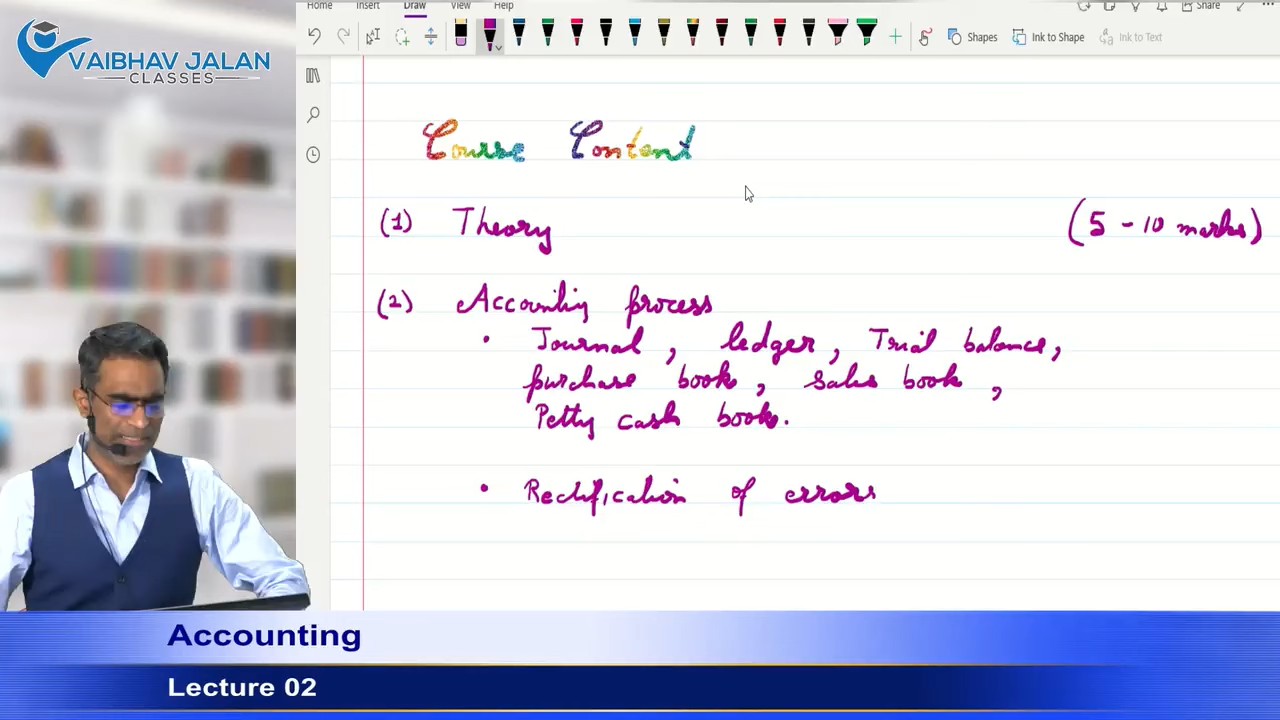 VAIBHAV JALAN
CLASSES
Home Insert Draw View Help
Share
Shapes Ink to Shape Ink to Text
Course Content
(1) Theory (5 - 10 marks)
(2) Accounting process
• Journal, ledger, Trial balance,
purchase book, sales book,
Petty cash book.
• Rectification of errors
Accounting
Lecture 02